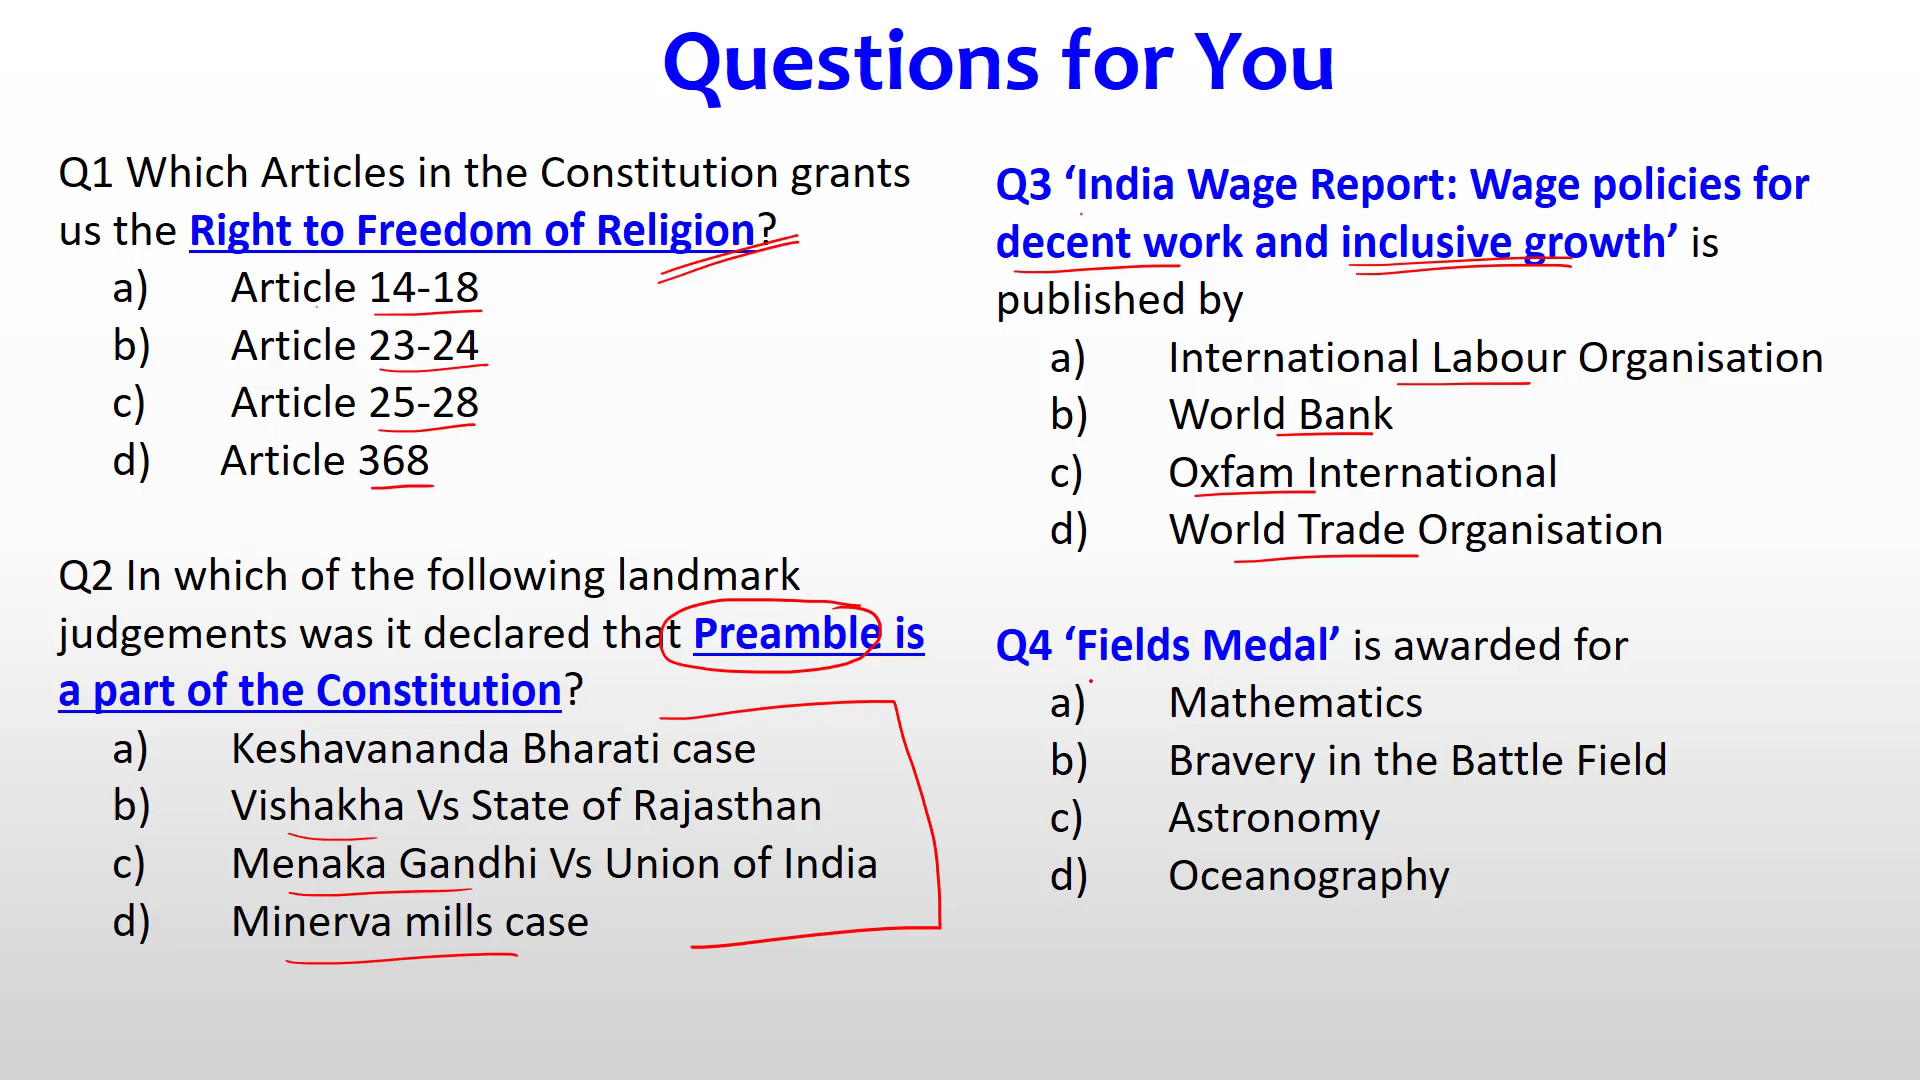 Questions for You
Q1 Which Articles in the Constitution grants
us the Right to Freedom of Religion?
a) Article 14-18
b) Article 23-24
c) Article 25-28
d) Article 368
Q2 In which of the following landmark
judgements was it declared that Preamble is
a part of the Constitution?
a) Keshavananda Bharati case
b) Vishakha Vs State of Rajasthan
c) Menaka Gandhi Vs Union of India
d) Minerva mills case
Q3 ‘India Wage Report: Wage policies for
decent work and inclusive growth’ is
published by
a) International Labour Organisation
b) World Bank
c) Oxfam International
d) World Trade Organisation
Q4 ‘Fields Medal’ is awarded for
a) Mathematics
b) Bravery in the Battle Field
c) Astronomy
d) Oceanography